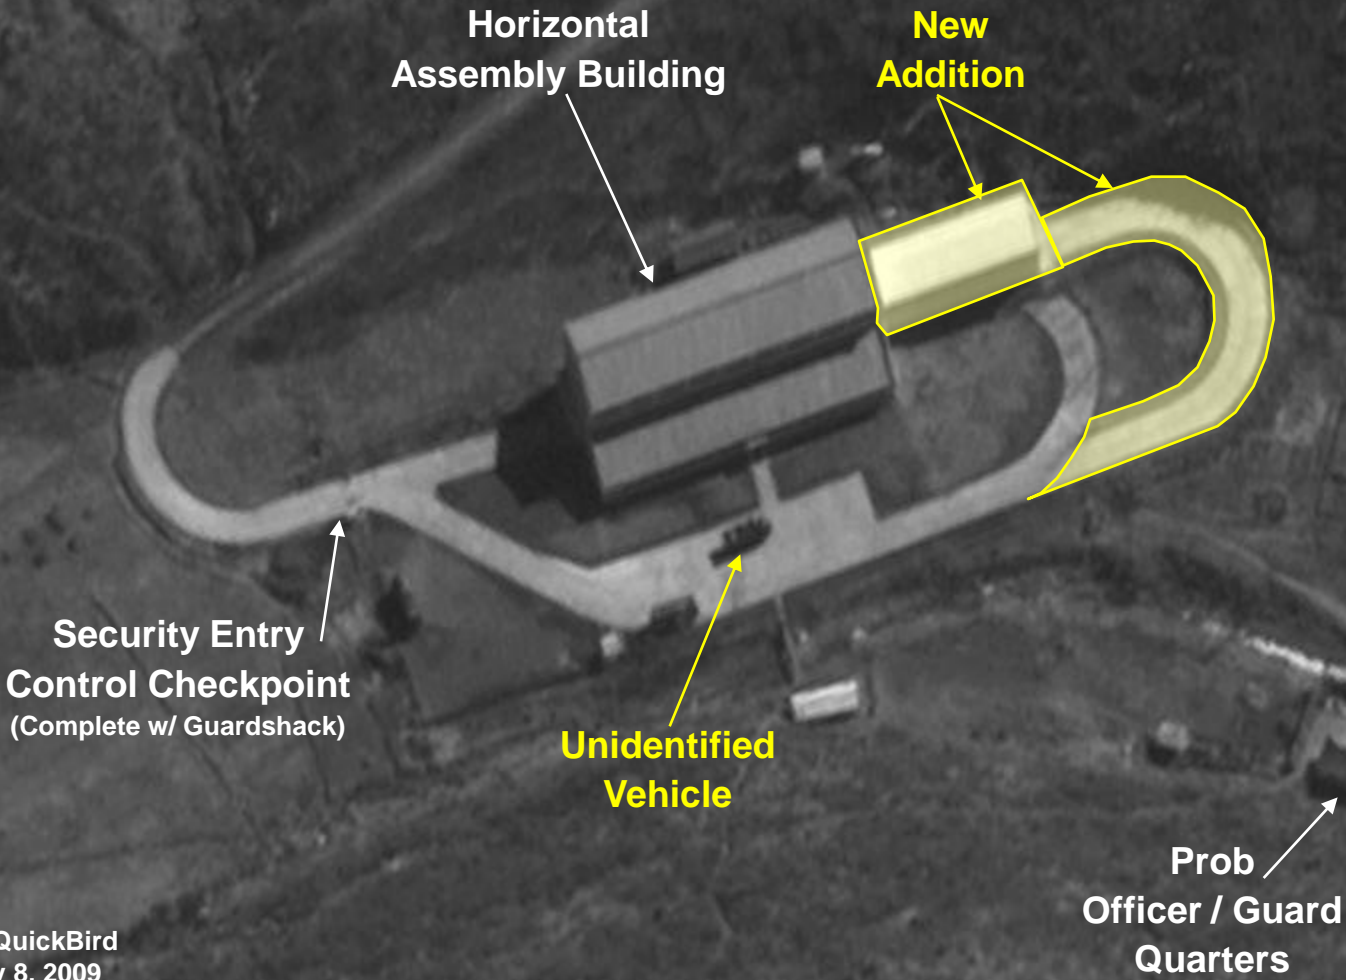 Horizontal
Assembly Building
New
Addition
Security Entry
Control Checkpoint
(Complete w/ Guardshack)
Unidentified
Vehicle
Prob
Officer / Guard
Quarters
QuickBird
8, 2009